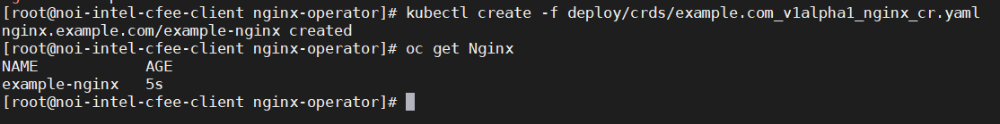 [root@noi-intel-cfee-client nginx-operator]# kubectl create -f deploy/crds/example.com_v1alpha1_nginx_cr.yaml
nginx.example.com/example-nginx created
[root@noi-intel-cfee-client nginx-operator]# oc get Nginx
NAME            AGE
example-nginx   5s
[root@noi-intel-cfee-client nginx-operator]#